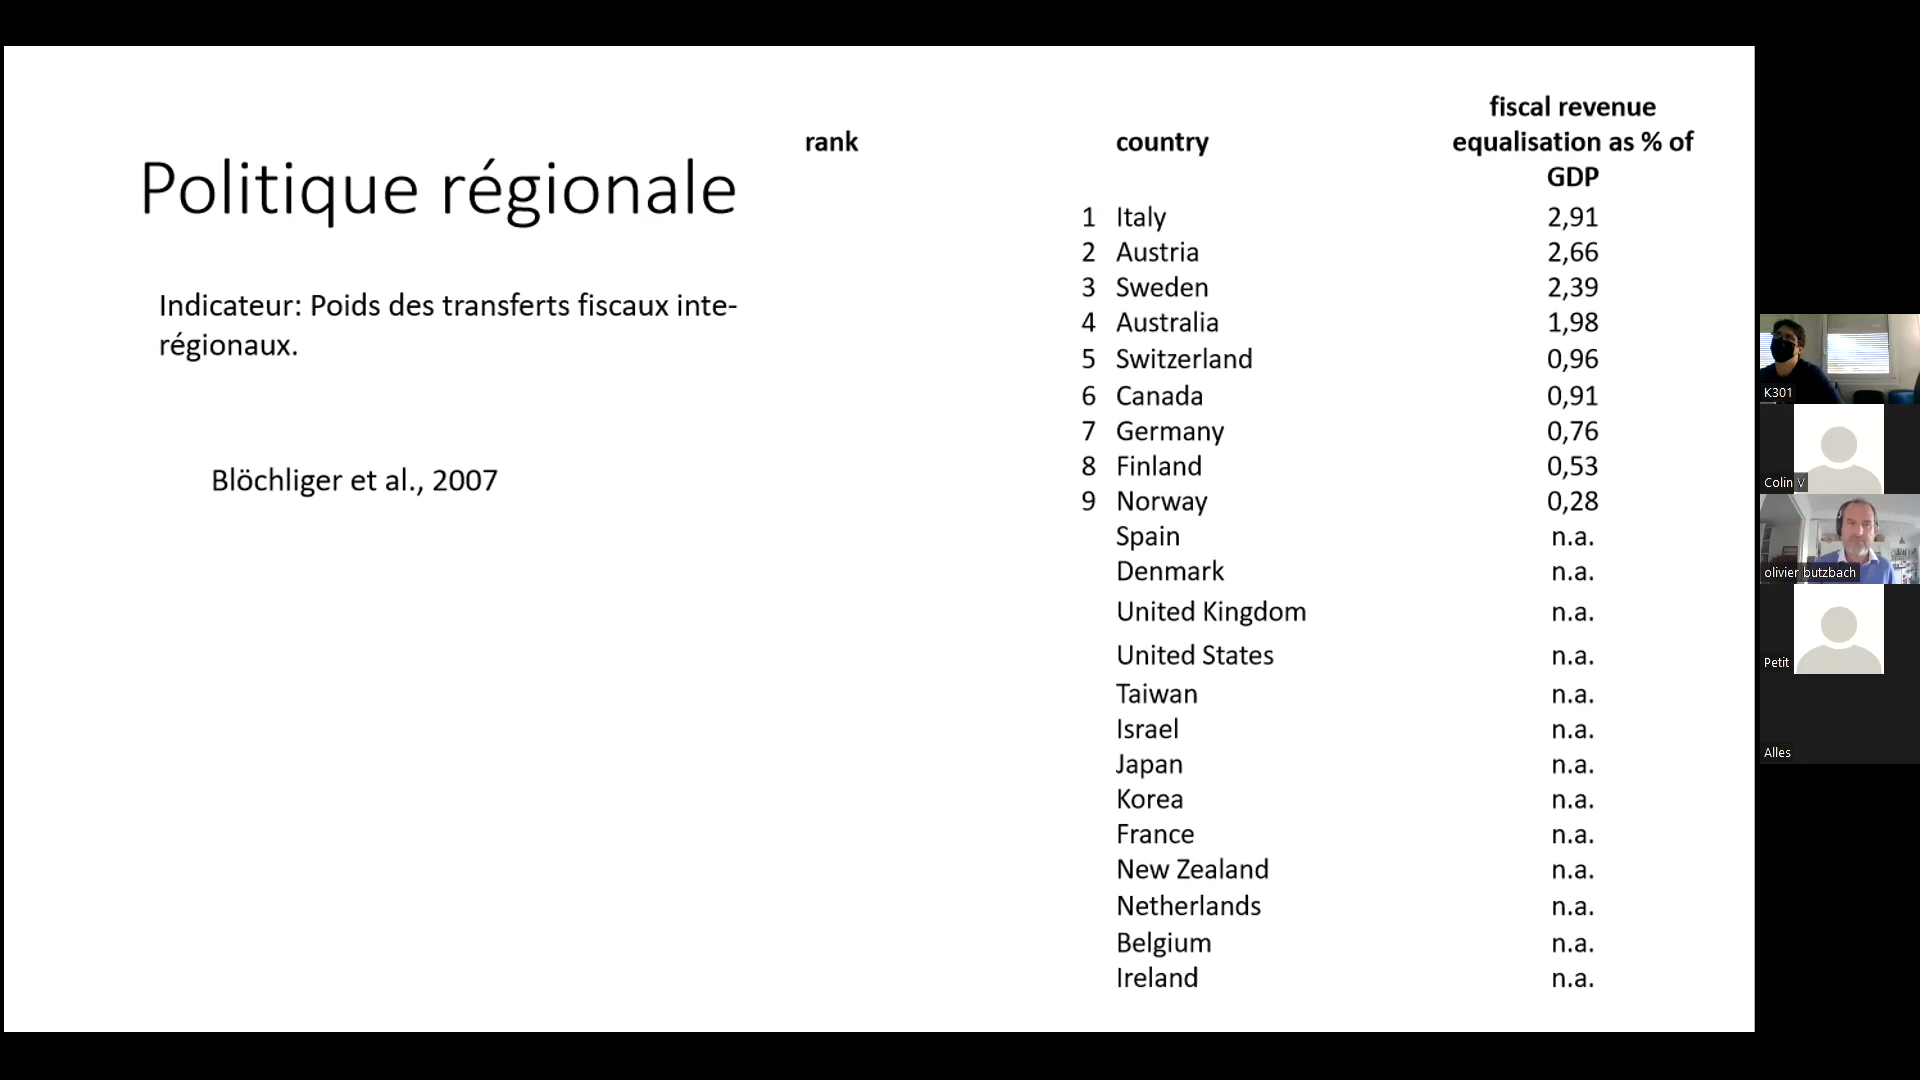 Politique régionale
Indicateur: Poids des transferts fiscaux inte-
régionaux.
Blöchliger et al., 2007
rank country fiscal revenue
equalisation as % of
GDP
1 Italy 2,91
2 Austria 2,66
3 Sweden 2,39
4 Australia 1,98
5 Switzerland 0,96
6 Canada 0,91
7 Germany 0,76
8 Finland 0,53
9 Norway 0,28
Spain n.a.
Denmark n.a.
United Kingdom n.a.
United States n.a.
Taiwan n.a.
Israel n.a.
Japan n.a.
Korea n.a.
France n.a.
New Zealand n.a.
Netherlands n.a.
Belgium n.a.
Ireland n.a.
K301
Colin V
olivier butzbach
Petit
Alles